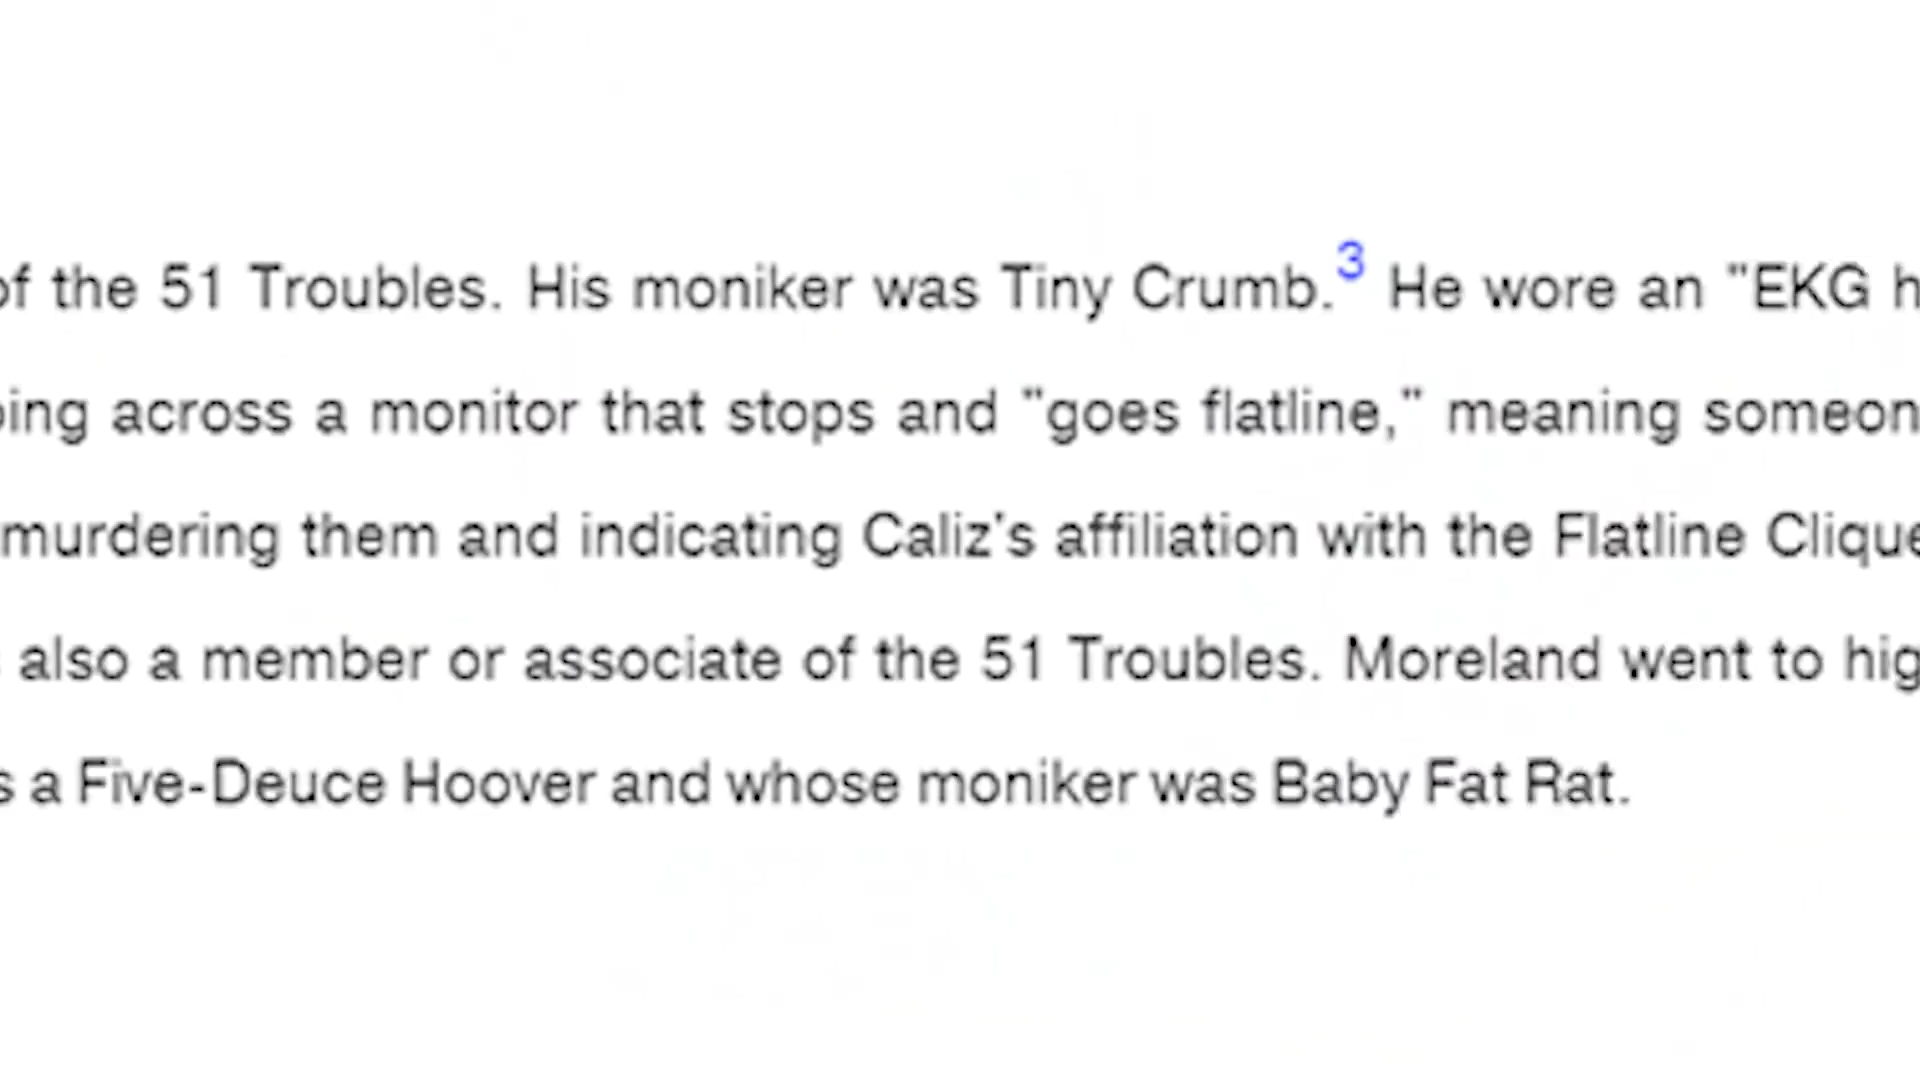 of the 51 Troubles. His moniker was Tiny Crumb.3 He wore an "EKG h
ing across a monitor that stops and "goes flatline," meaning someon
murdering them and indicating Caliz's affiliation with the Flatline Clique
also a member or associate of the 51 Troubles. Moreland went to hig
s a Five-Deuce Hoover and whose moniker was Baby Fat Rat.